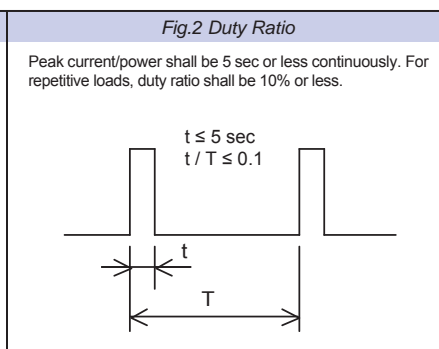 Fig.2 Duty Ratio
Peak current/power shall be 5 sec or less continuously. For
repetitive loads, duty ratio shall be 10% or less.
t ≤ 5 sec
t / T ≤ 0.1
t
T